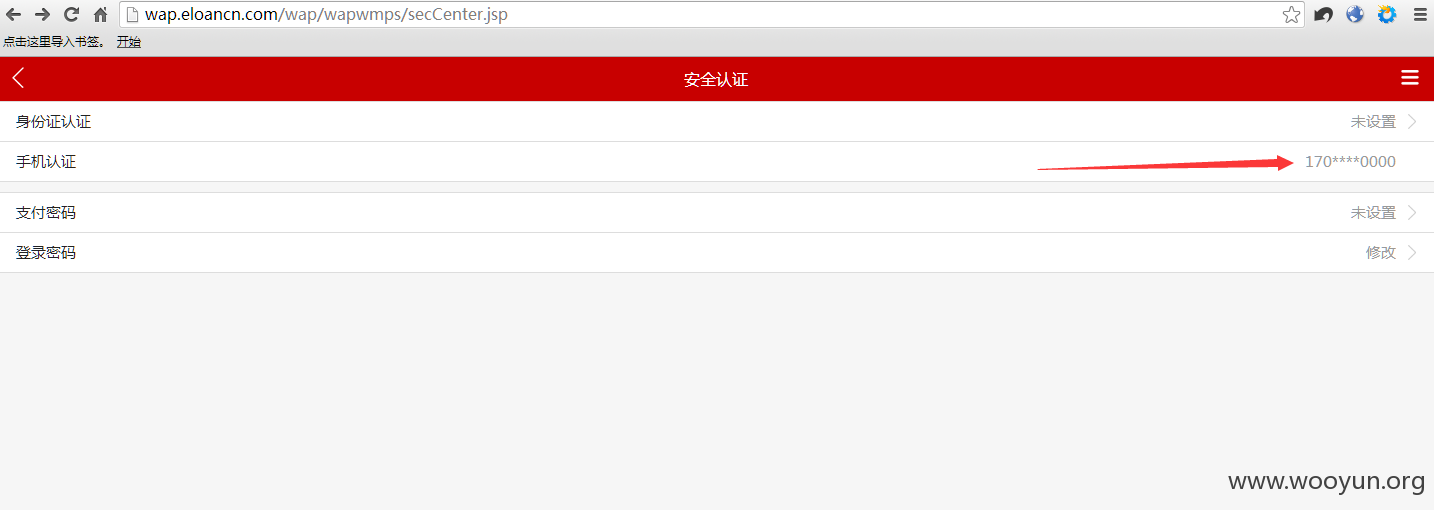 wap.eloancn.com/wap/wapwmps/secCenter.jsp
点击这里导入书签。 开始
安全认证
身份证认证 未设置
手机认证 170****0000
支付密码 未设置
登录密码 修改
www.wooyun.org